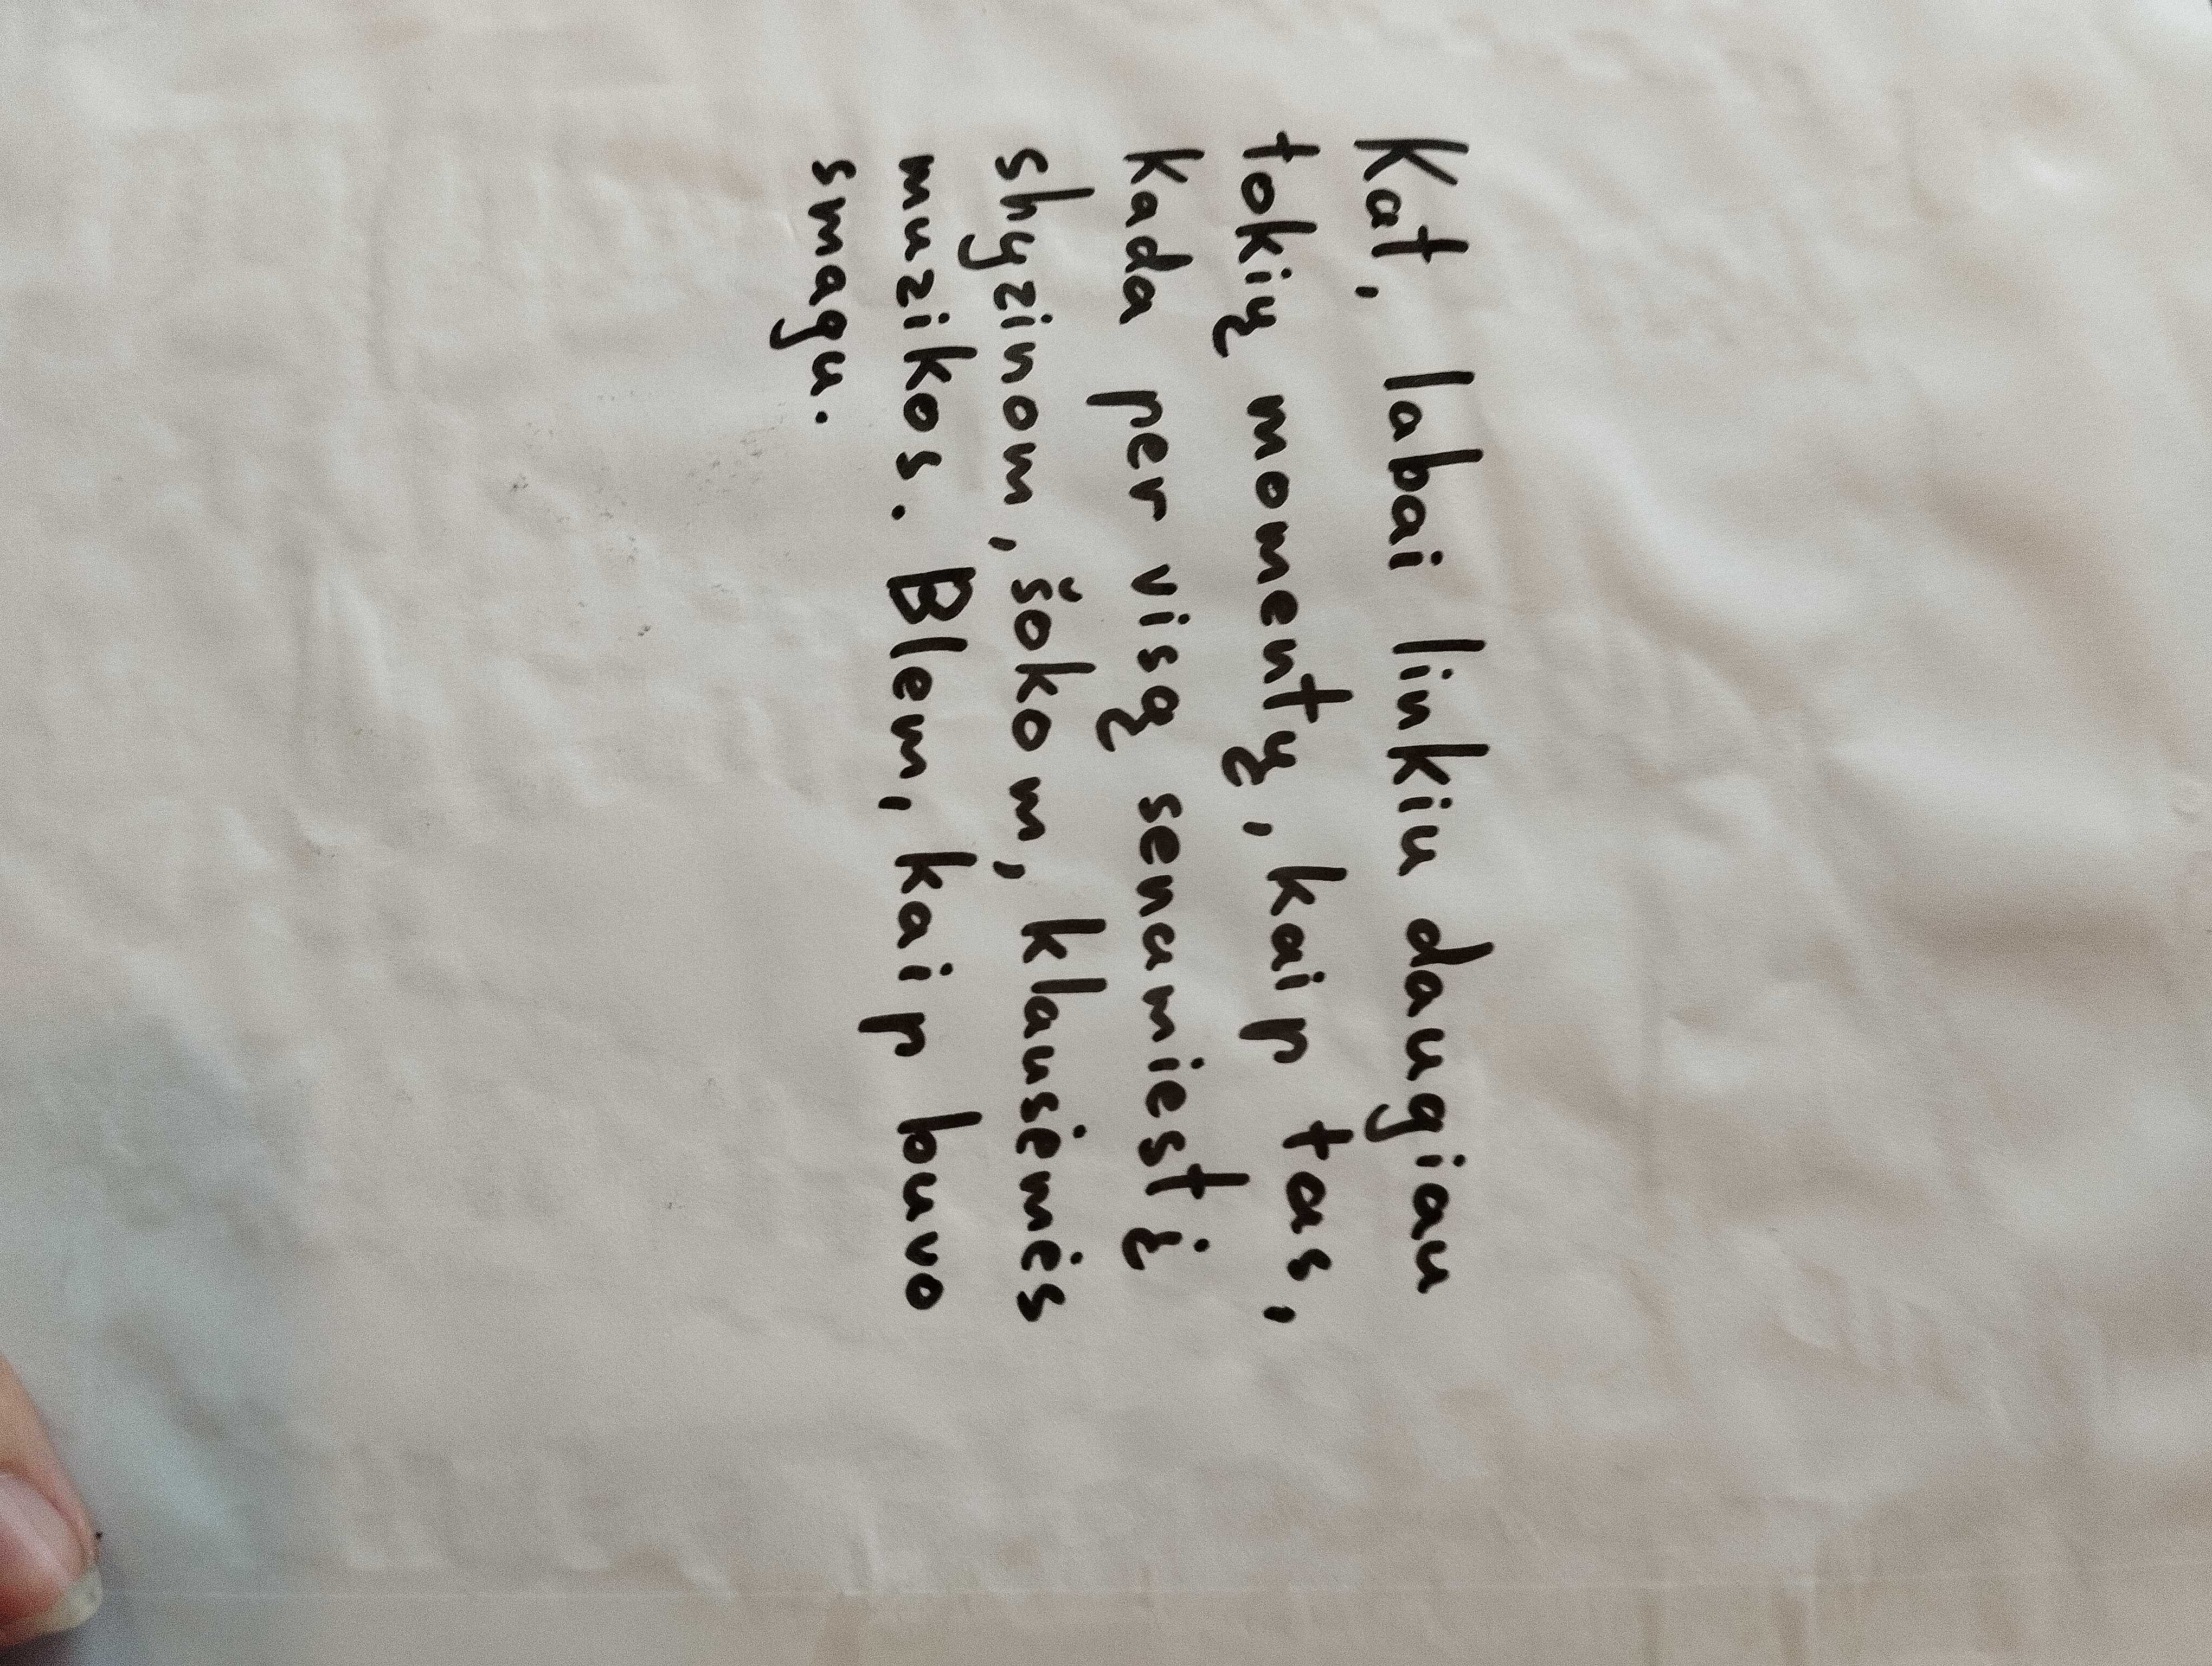 Kat, labai linkiu daugiau
tokių momentų, kaip tas,
kada per visą senamiestį
shyzinom, šokom, klausėmės
muzikos. Blem, kaip buvo
smagu.